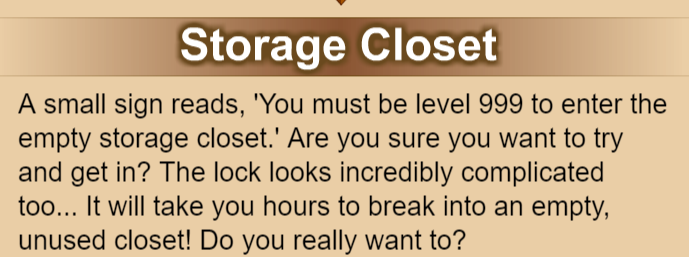 Storage Closet
A small sign reads, 'You must be level 999 to enter the
empty storage closet.' Are you sure you want to try
and get in? The lock looks incredibly complicated
too... It will take you hours to break into an empty,
unused closet! Do you really want to?